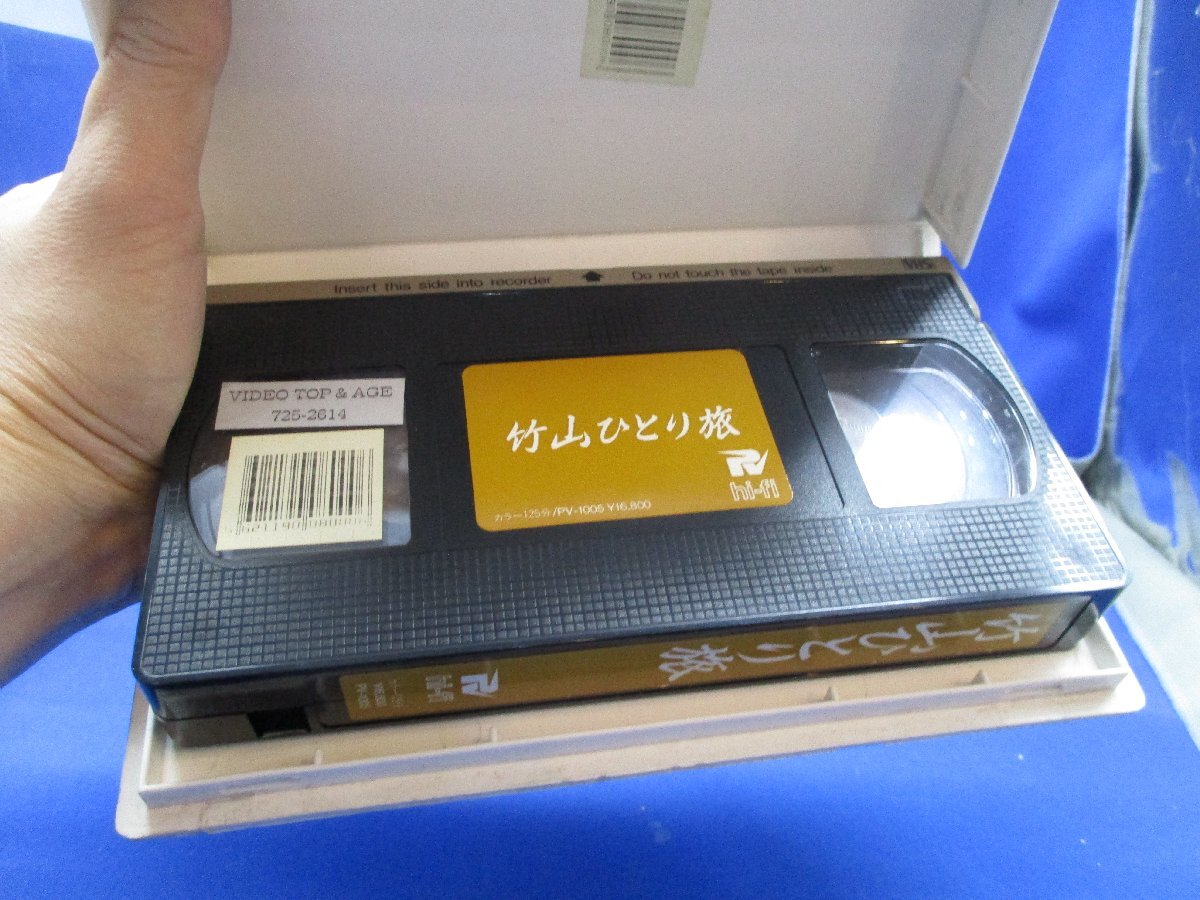 Insert this side into recorder
Do not touch the tape inside
VHS
VIDEO TOP & AGE
725-2614
竹山ひとり旅
hi-fi
カラー125分/PV-1005 ¥16,800
竹山ひとり旅
hi-fi